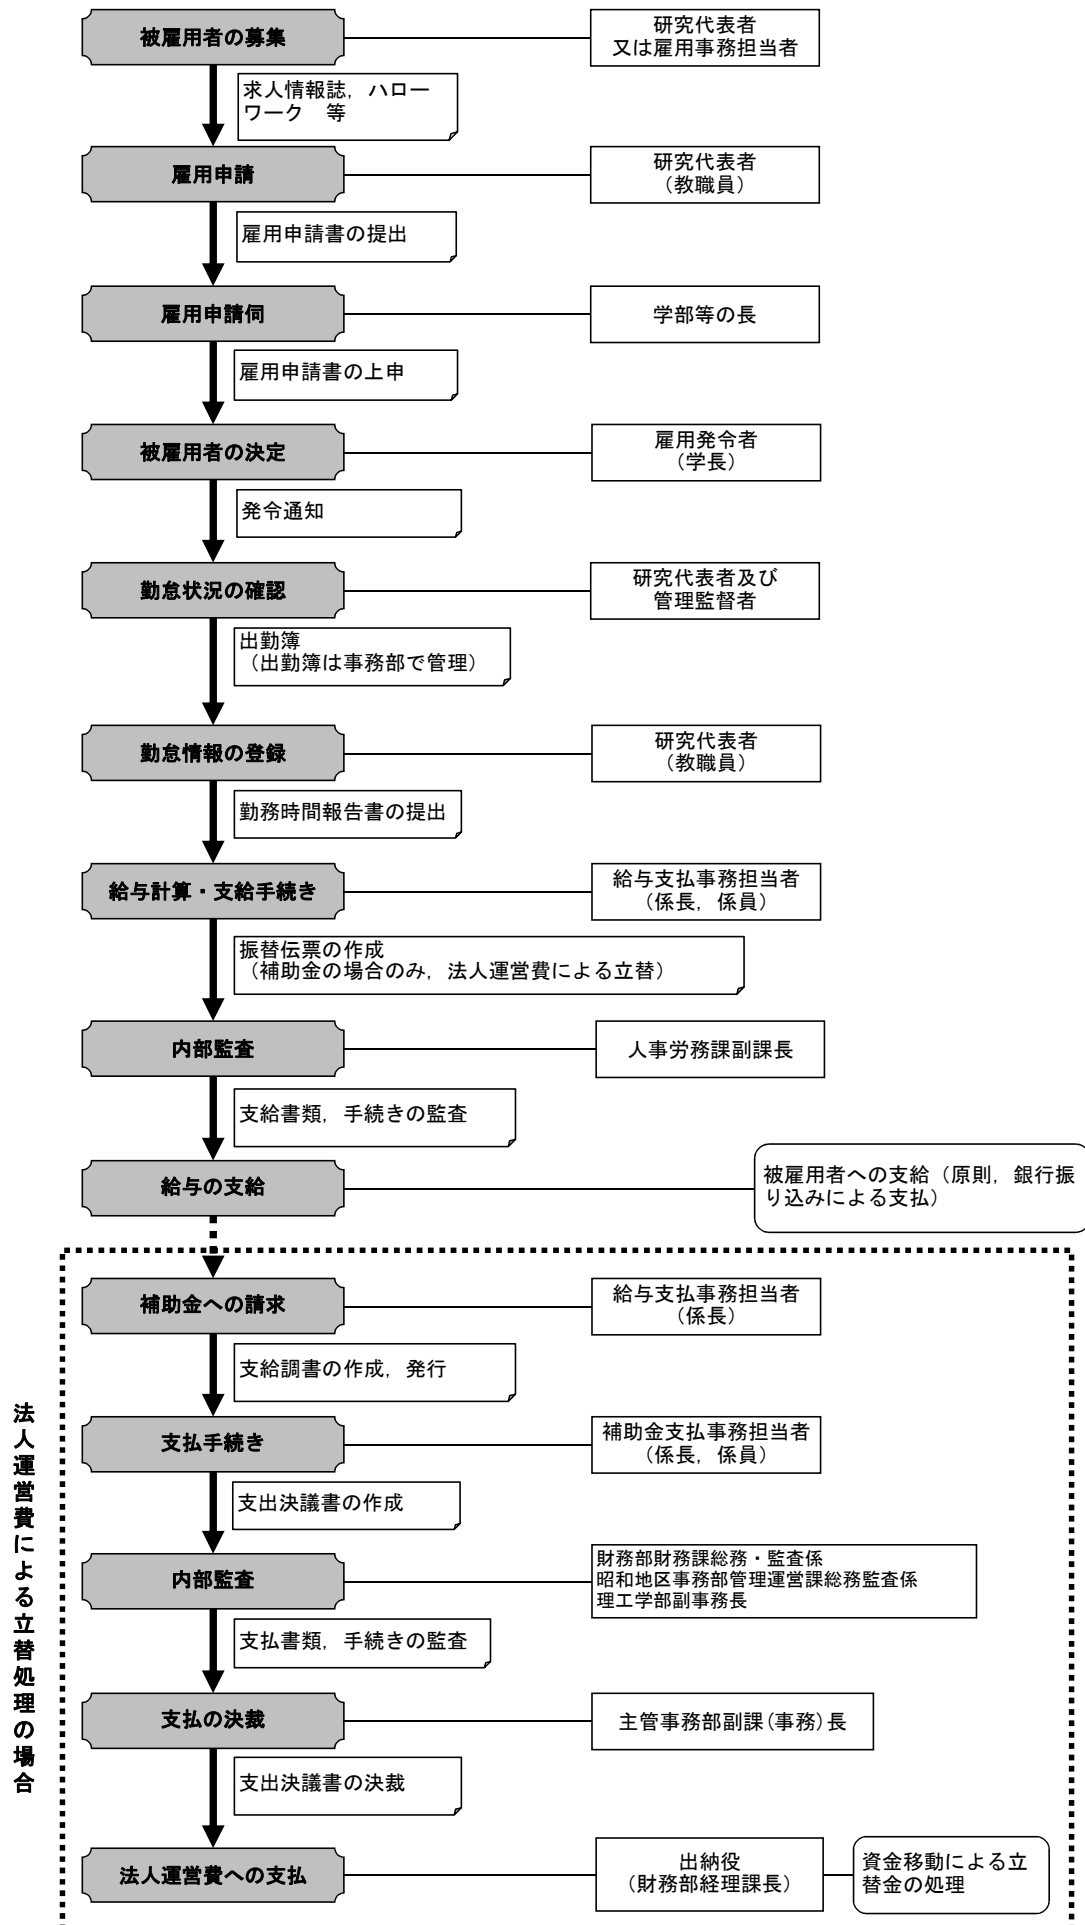 被雇用者の募集
研究代表者
又は雇用事務担当者
求人情報誌，ハロー
ワーク　等
雇用申請
研究代表者
（教職員）
雇用申請書の提出
雇用申請伺
学部等の長
雇用申請書の上申
被雇用者の決定
雇用発令者
（学長）
発令通知
勤怠状況の確認
研究代表者及び
管理監督者
出勤簿
（出勤簿は事務部で管理）
勤怠情報の登録
研究代表者
（教職員）
勤務時間報告書の提出
給与計算・支給手続き
給与支払事務担当者
（係長，係員）
振替伝票の作成
（補助金の場合のみ，法人運営費による立替）
内部監査
人事労務課副課長
支給書類，手続きの監査
給与の支給
被雇用者への支給（原則，銀行振
り込みによる支払）
法人運営費による立替処理の場合
補助金への請求
給与支払事務担当者
（係長）
支給調書の作成，発行
支払手続き
補助金支払事務担当者
（係長，係員）
支出決議書の作成
内部監査
財務部財務課総務・監査係
昭和地区事務部管理運営課総務監査係
理工学部副事務長
支払書類，手続きの監査
支払の決裁
主管事務部副課(事務)長
支出決議書の決裁
法人運営費への支払
出納役
（財務部経理課長）
資金移動による立
替金の処理